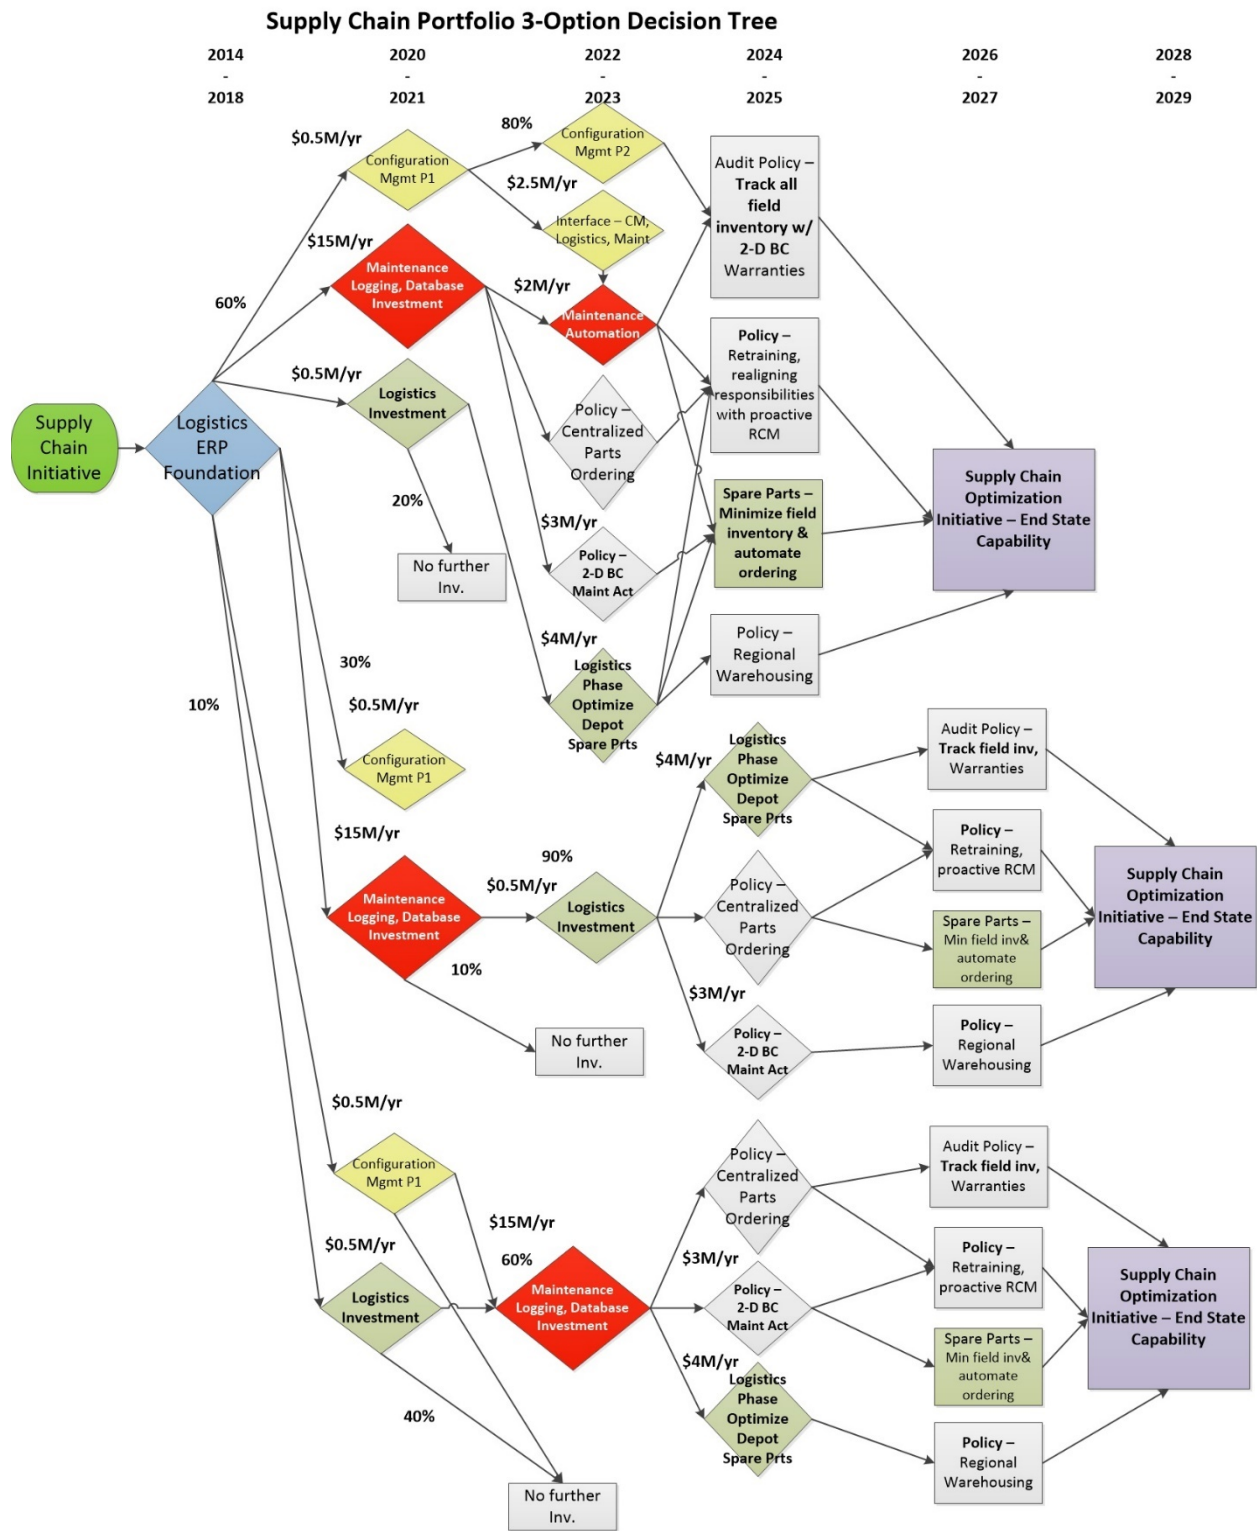 Supply Chain Portfolio 3-Option Decision Tree
2014
-
2018
2020
-
2021
2022
-
2023
2024
-
2025
2026
-
2027
2028
-
2029
Supply
Chain
Initiative
Logistics
ERP
Foundation
60%
$0.5M/yr
Configuration
Mgmt P1
80%
Configuration
Mgmt P2
$2.5M/yr
Interface – CM,
Logistics, Maint
$15M/yr
Maintenance
Logging, Database
Investment
$2M/yr
Maintenance
Automation
$0.5M/yr
Logistics
Investment
20%
No further
Inv.
Policy –
Centralized
Parts
Ordering
$3M/yr
Policy –
2-D BC
Maint Act
$4M/yr
Logistics
Phase
Optimize
Depot
Spare Prts
Audit Policy –
Track all
field
inventory w/
2-D BC
Warranties
Policy –
Retraining,
realigning
responsibilities
with proactive
RCM
Spare Parts –
Minimize field
inventory &
automate
ordering
Policy –
Regional
Warehousing
Supply Chain
Optimization
Initiative – End State
Capability
30%
$0.5M/yr
Configuration
Mgmt P1
$15M/yr
Maintenance
Logging, Database
Investment
10%
No further
Inv.
90%
$0.5M/yr
Logistics
Investment
$4M/yr
Logistics
Phase
Optimize
Depot
Spare Prts
Policy –
Centralized
Parts
Ordering
$3M/yr
Policy –
2-D BC
Maint Act
Audit Policy –
Track field inv,
Warranties
Policy –
Retraining,
proactive RCM
Spare Parts –
Min field inv&
automate
ordering
Policy –
Regional
Warehousing
Supply Chain
Optimization
Initiative – End State
Capability
10%
$0.5M/yr
Configuration
Mgmt P1
$0.5M/yr
Logistics
Investment
40%
No further
Inv.
$15M/yr
60%
Maintenance
Logging, Database
Investment
Policy –
Centralized
Parts
Ordering
$3M/yr
Policy –
2-D BC
Maint Act
$4M/yr
Logistics
Phase
Optimize
Depot
Spare Prts
Audit Policy –
Track field inv,
Warranties
Policy –
Retraining,
proactive RCM
Spare Parts –
Min field inv&
automate
ordering
Policy –
Regional
Warehousing
Supply Chain
Optimization
Initiative – End State
Capability